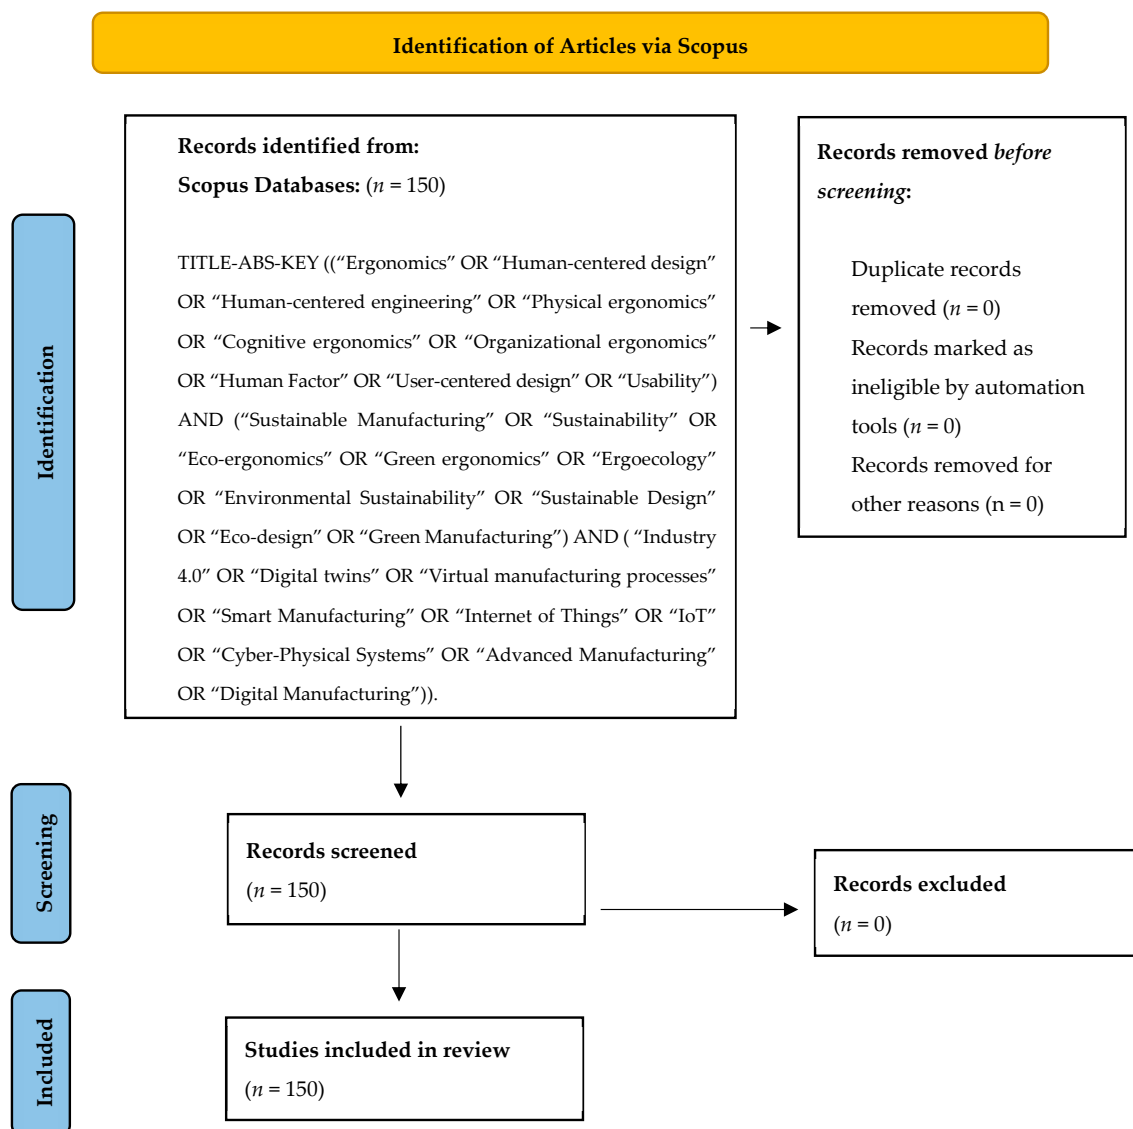 Identification of Articles via Scopus
Identification
Records identified from:
Scopus Databases: (n = 150)
TITLE-ABS-KEY ((“Ergonomics” OR “Human-centered design”
OR “Human-centered engineering” OR “Physical ergonomics”
OR “Cognitive ergonomics” OR “Organizational ergonomics”
OR “Human Factor” OR “User-centered design” OR “Usability”)
AND (“Sustainable Manufacturing” OR “Sustainability” OR
“Eco-ergonomics” OR “Green ergonomics” OR “Ergoecology”
OR “Environmental Sustainability” OR “Sustainable Design”
OR “Eco-design” OR “Green Manufacturing”) AND ( “Industry
4.0” OR “Digital twins” OR “Virtual manufacturing processes”
OR “Smart Manufacturing” OR “Internet of Things” OR “IoT”
OR “Cyber-Physical Systems” OR “Advanced Manufacturing”
OR “Digital Manufacturing”)).
Records removed before
screening:
Duplicate records
removed (n = 0)
Records marked as
ineligible by automation
tools (n = 0)
Records removed for
other reasons (n = 0)
Screening
Records screened
(n = 150)
Records excluded
(n = 0)
Included
Studies included in review
(n = 150)